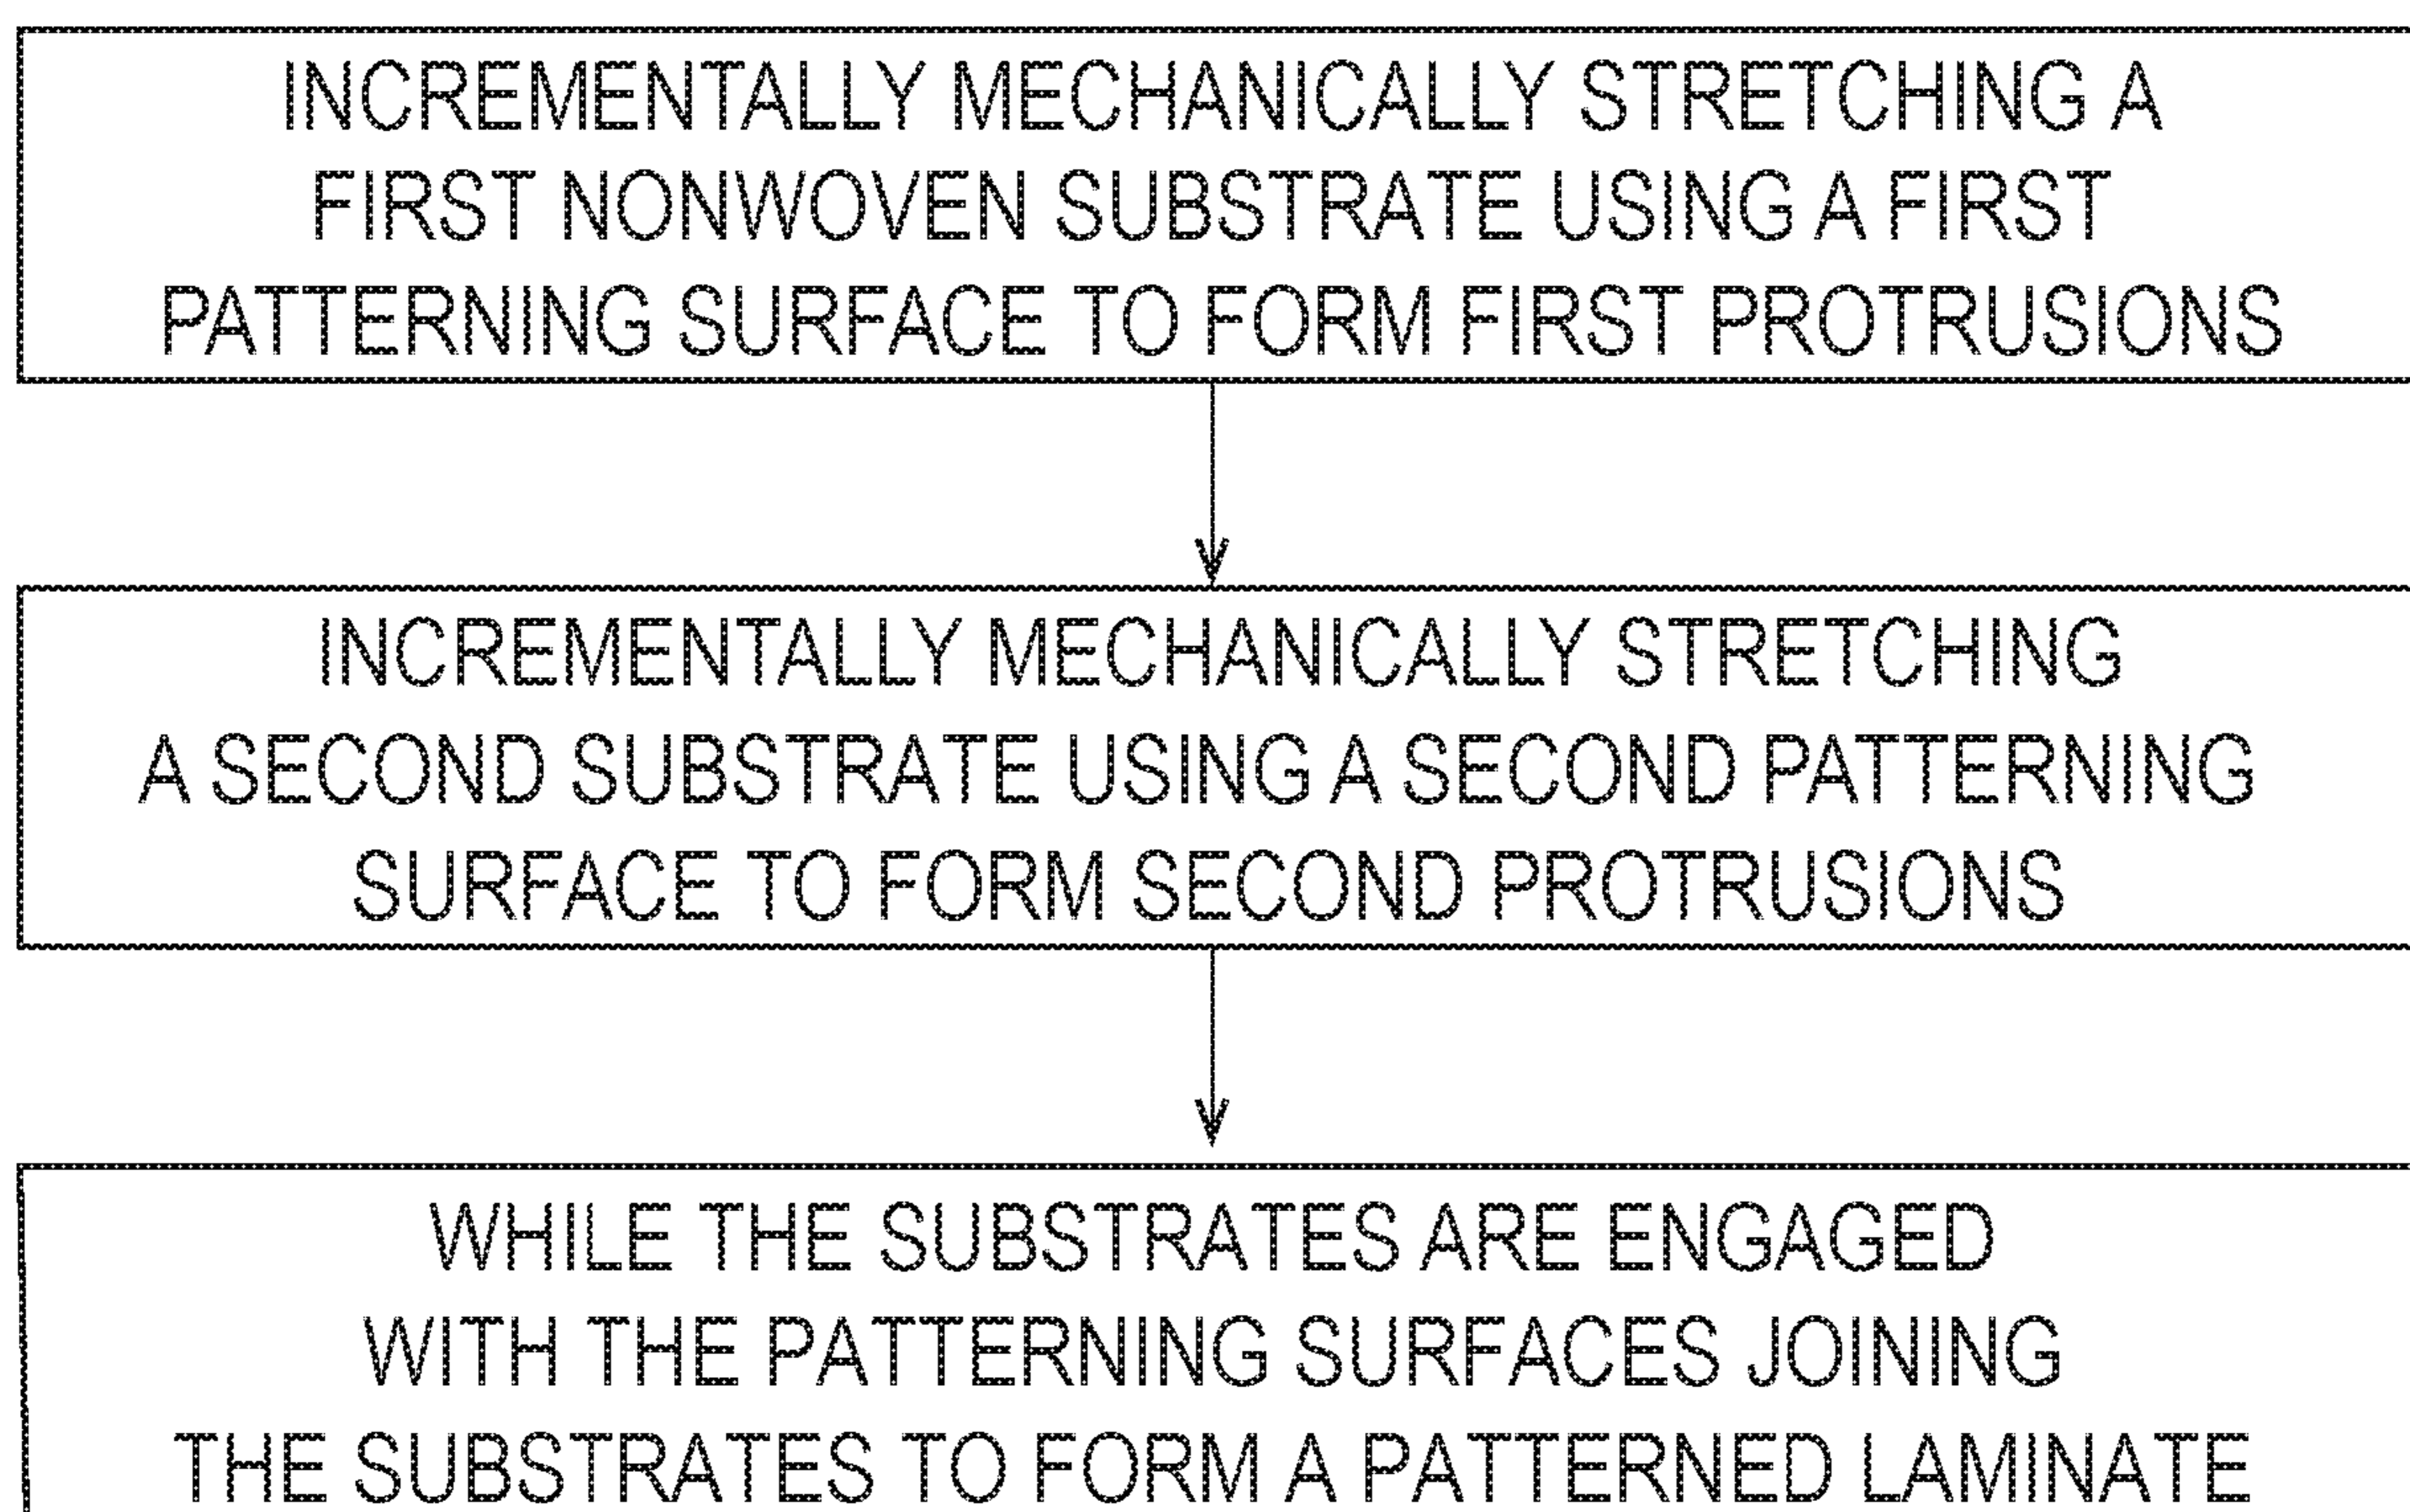 INCREMENTALLY MECHANICALLY STRETCHING A
FIRST NONWOVEN SUBSTRATE USING A FIRST
PATTERNING SURFACE TO FORM FIRST PROTRUSIONS
INCREMENTALLY MECHANICALLY STRETCHING
A SECOND SUBSTRATE USING A SECOND PATTERNING
SURFACE TO FORM SECOND PROTRUSIONS
WHILE THE SUBSTRATES ARE ENGAGED
WITH THE PATTERNING SURFACES JOINING
THE SUBSTRATES TO FORM A PATTERNED LAMINATE